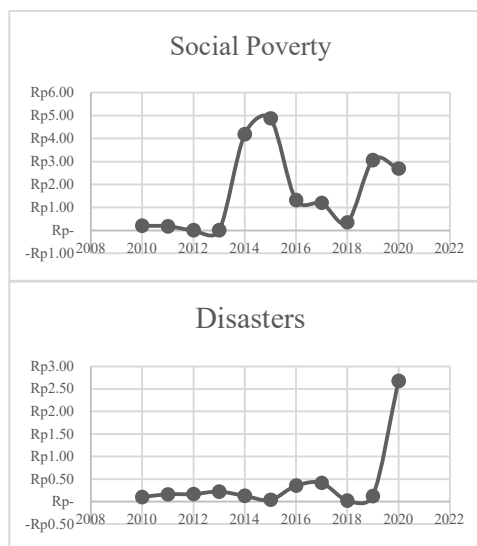 Social Poverty
Rp6.00
Rp5.00
Rp4.00
Rp3.00
Rp2.00
Rp1.00
Rp-
-Rp1.00
2008 2010 2012 2014 2016 2018 2020 2022
Disasters
Rp3.00
Rp2.50
Rp2.00
Rp1.50
Rp1.00
Rp0.50
Rp-
-Rp0.50
2008 2010 2012 2014 2016 2018 2020 2022